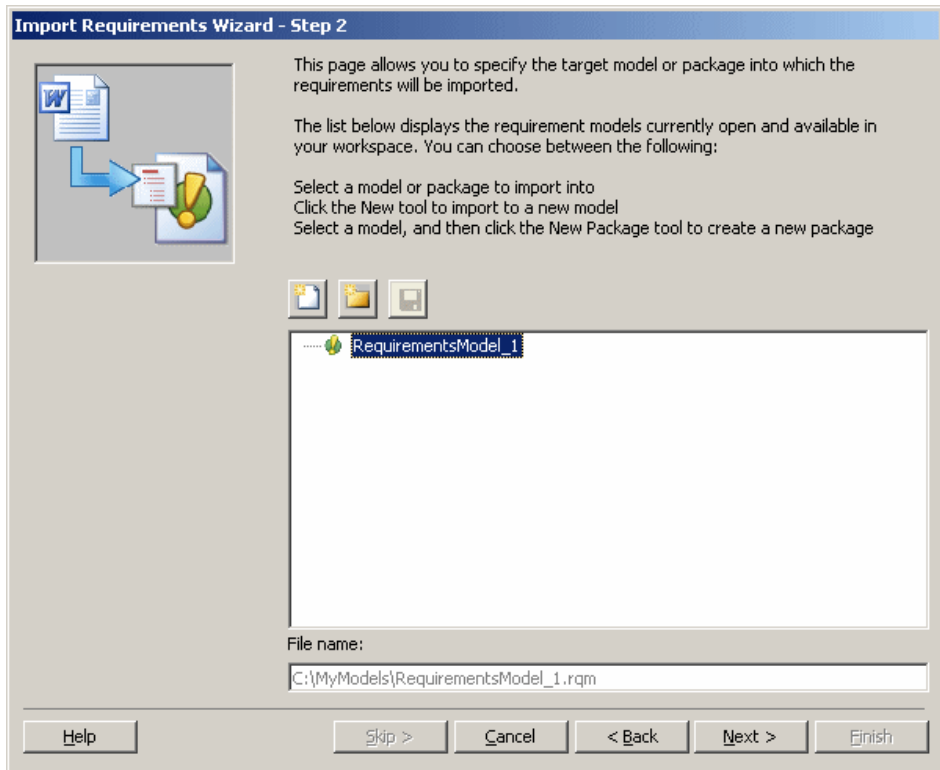 Import Requirements Wizard - Step 2
This page allows you to specify the target model or package into which the
requirements will be imported.
The list below displays the requirement models currently open and available in
your workspace. You can choose between the following:
Select a model or package to import into
Click the New tool to import to a new model
Select a model, and then click the New Package tool to create a new package
W
RequirementsModel_1
File name:
C:\MyModels\RequirementsModel_1.rqm
Help
Skip >
Cancel
< Back
Next >
Finish